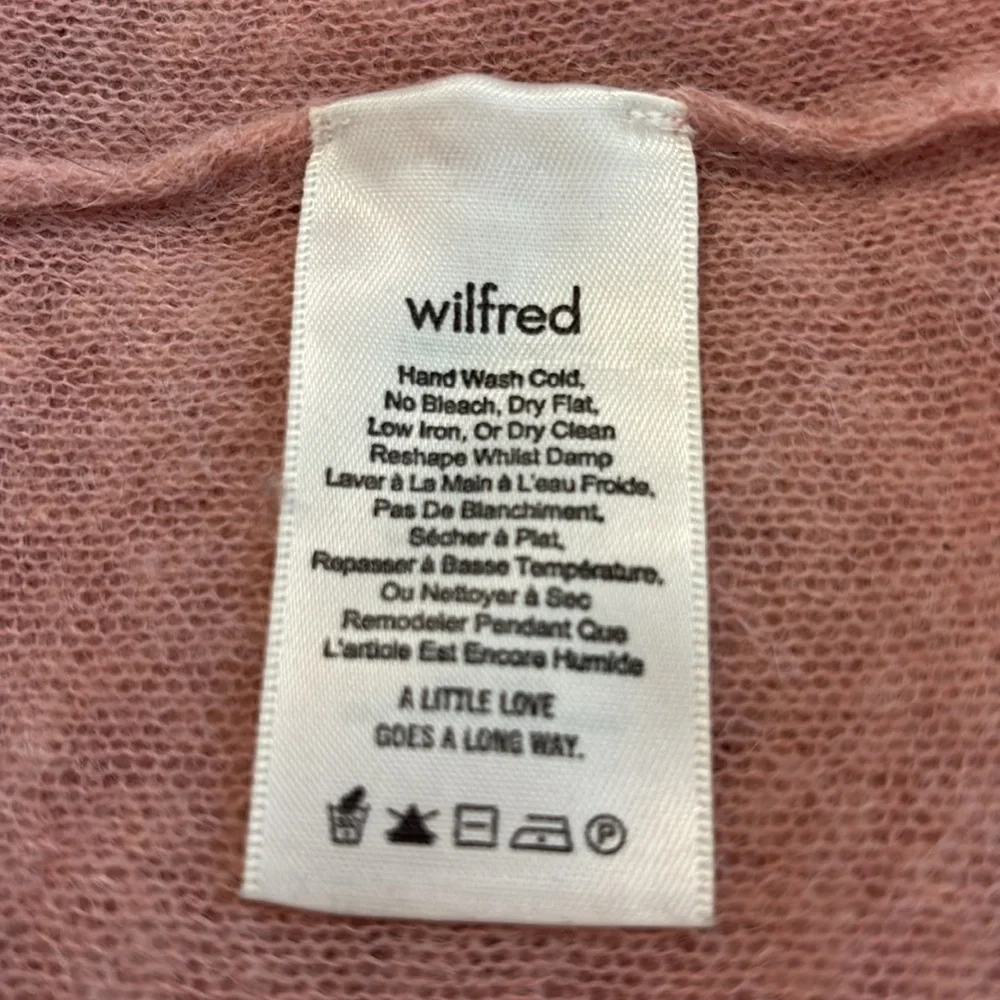 wilfred
Hand Wash Cold,
No Bleach, Dry Flat,
Low Iron, Or Dry Clean
Reshape Whilst Damp
Laver à La Main à L'eau Froide,
Pas De Blanchiment,
Sécher à Plat,
Repasser à Basse Température,
Ou Nettoyer à Sec
Remodeler Pendant Que
L'article Est Encore Humide
A LITTLE LOVE
GOES A LONG WAY.
P